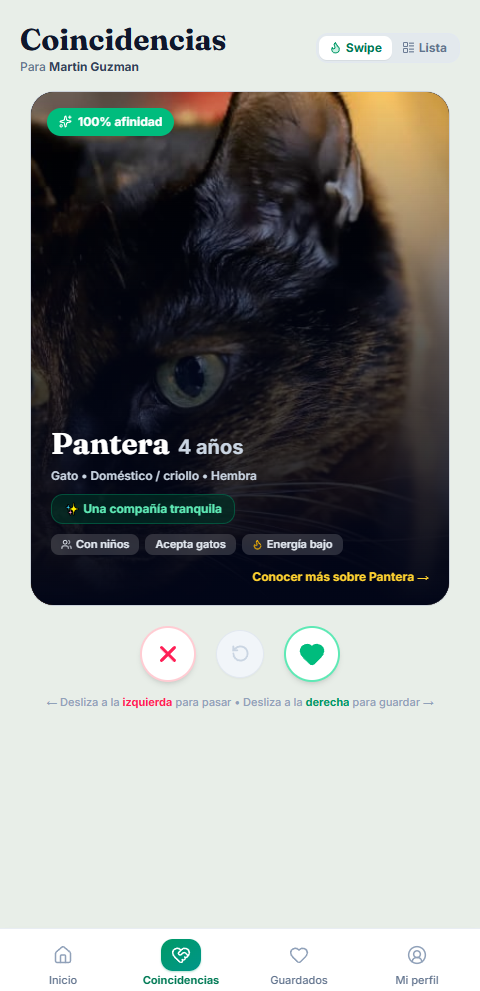 Coincidencias
Para Martin Guzman
Swipe
Lista
100% afinidad
Pantera 4 años
Gato • Doméstico / criollo • Hembra
✨ Una compañía tranquila
Con niños
Acepta gatos
Energía bajo
Conocer más sobre Pantera →
← Desliza a la izquierda para pasar • Desliza a la derecha para guardar →
Inicio
Coincidencias
Guardados
Mi perfil